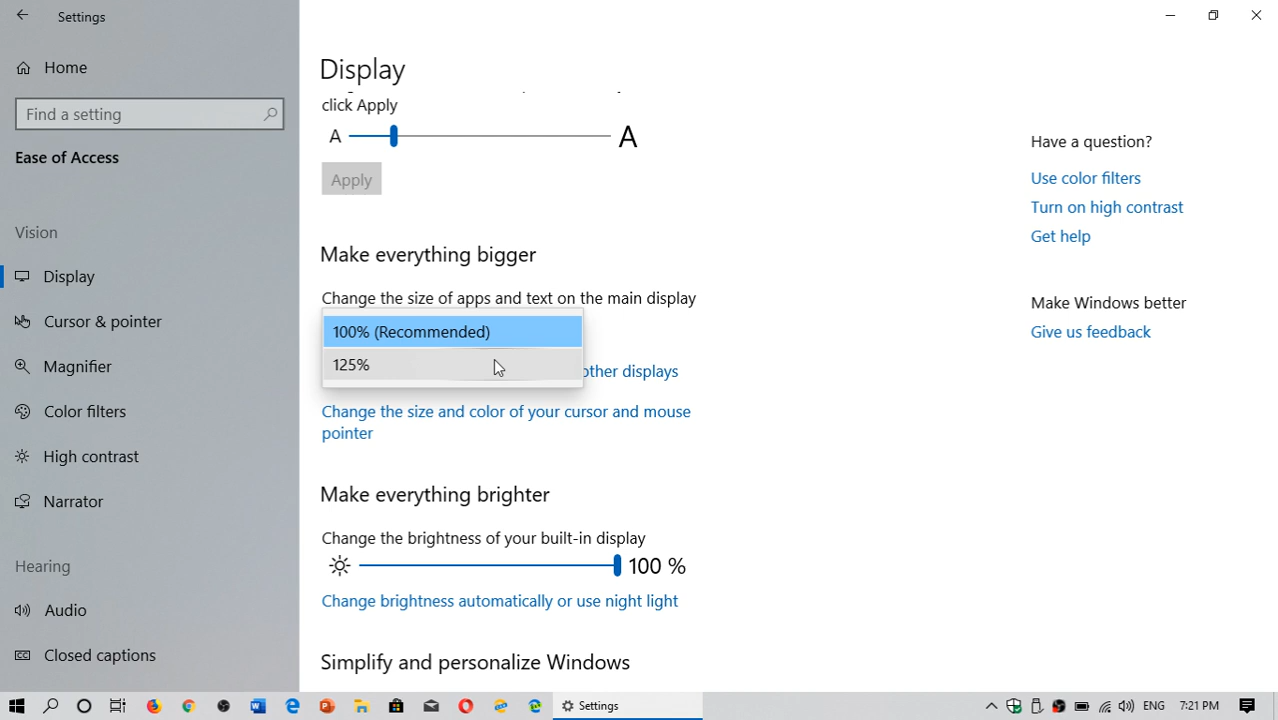 Settings
Home
Find a setting
Ease of Access
Vision
Display
Cursor & pointer
Magnifier
Color filters
High contrast
Narrator
Hearing
Audio
Closed captions
Display
click Apply
A A
Apply
Make everything bigger
Change the size of apps and text on the main display
100% (Recommended)
125%
other displays
Change the size and color of your cursor and mouse
pointer
Make everything brighter
Change the brightness of your built-in display
100 %
Change brightness automatically or use night light
Simplify and personalize Windows
Have a question?
Use color filters
Turn on high contrast
Get help
Make Windows better
Give us feedback
Settings
ENG
7:21 PM